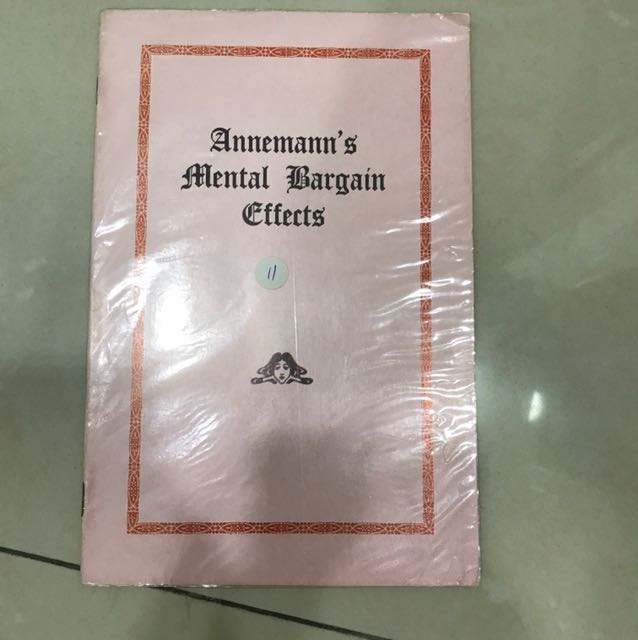 Annemann's
Mental Bargain
Effects
11